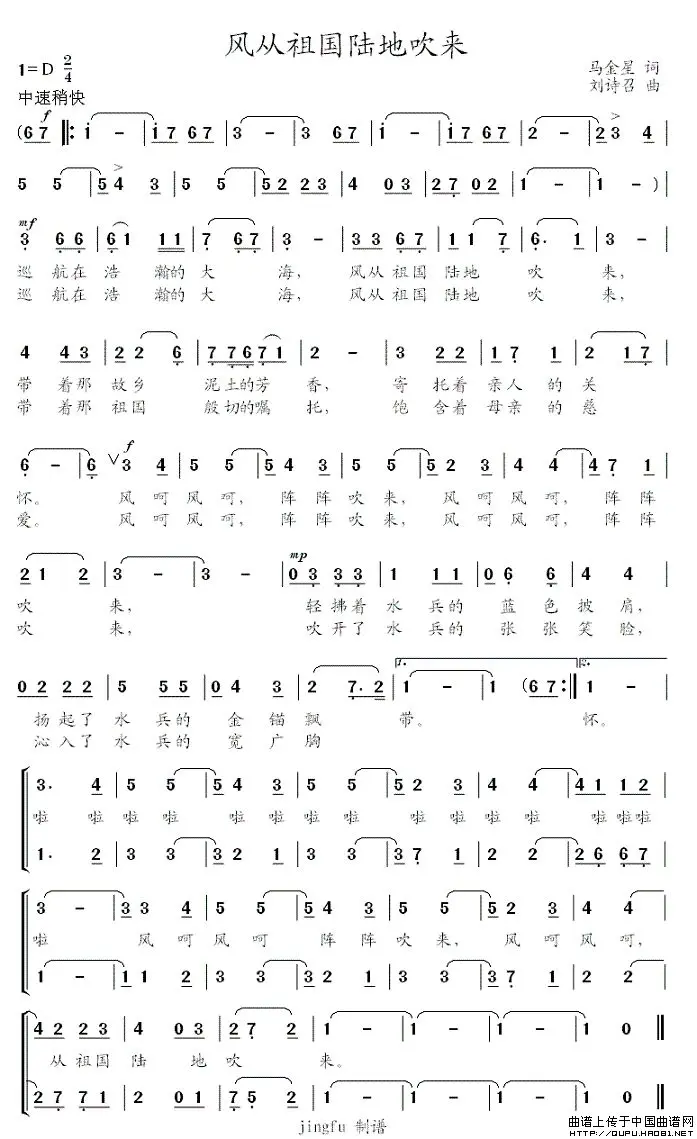 风从祖国陆地吹来
1=D 2/4
马金星 词
刘诗召 曲
中速稍快
f
(6 7 ‖: i - | i 7 6 7 | 3 - | 3 - | i - | i 7 6 7 | 2 - | 2 3 4 |
5 5 | 5 4 3 | 5 5 | 5 2 2 3 | 4 0 3 | 2 7 0 2 | 1 - | 1 - )
mf
3 6 6 | 6 1 1 1 | 7 6 7 | 3 - | 3 3 6 7 | 1 1 7 | 6· 1 | 3 - |
巡 航在 浩 瀚的 大 海, 风从祖国 陆地 吹 来,
巡 航在 浩 瀚的 大 海, 风从祖国 陆地 吹 来,
4 4 3 | 2 2 6 | 7 7 6 7 1 | 2 - | 3 2 2 | 1 7 1 | 2 1 7 |
带 着那 故乡 泥土的芳 香, 寄 托着 亲人 的 关
带 着那 祖国 殷切的嘱 托, 饱 含着 母亲 的 慈
f
6 - | 6 ∨ 3 4 | 5 5 | 5 4 3 | 5 5 | 5 2 3 | 4 4 | 4 7 1 |
怀。 风 呵 风 呵, 阵 阵 吹 来, 风 呵 风 呵, 阵 阵
爱。 风 呵 风 呵, 阵 阵 吹 来, 风 呵 风 呵, 阵 阵
mp
2 1 2 | 3 - | 3 - | 0 3 3 3 | 1 1 1 | 0 6 6 | 4 4 |
吹 来, 轻 拂着 水 兵的 蓝 色 披 肩,
吹 来, 吹 开了 水 兵的 张 张 笑 脸,
0 2 2 2 | 5 5 5 | 0 4 3 | 2 7·2 | 1. 1 - | 1 (6 7 :‖ 2. 1 - |
扬 起了 水 兵的 金 锚 飘 带。 怀。
沁 入了 水 兵的 宽 广 胸
3· 4 | 5 5 | 5 4 3 | 5 5 | 5 2 3 | 4 4 | 4 1 1 2 |
啦 啦 啦 啦 啦 啦 啦 啦 啦 啦 啦 啦 啦 啦啦
1· 2 | 3 3 | 3 2 1 | 3 3 | 3 7 1 | 2 2 | 2 6 6 7 |
3 - | 3 3 4 | 5 5 | 5 3 4 | 5 5 | 5 2 3 | 4 4 |
啦 风 呵 风 呵 阵 阵 吹 来, 风 呵 风 呵,
1 - | 1 1 2 | 3 3 | 3 3 2 1 | 3 3 | 3 7 1 | 2 2 |
4 2 2 3 | 4 0 3 | 2 7 2 | 1 - | 1 - | 1 - | 1 0 ‖
从 祖国 陆 地 吹 来。
2 7 7 1 | 2 0 1 | 7 5 2 | 1 - | 1 - | 1 - | 1 0 ‖
jingfu 制谱
曲谱上传于中国曲谱网
HTTP://QUPU.HAO81.NET